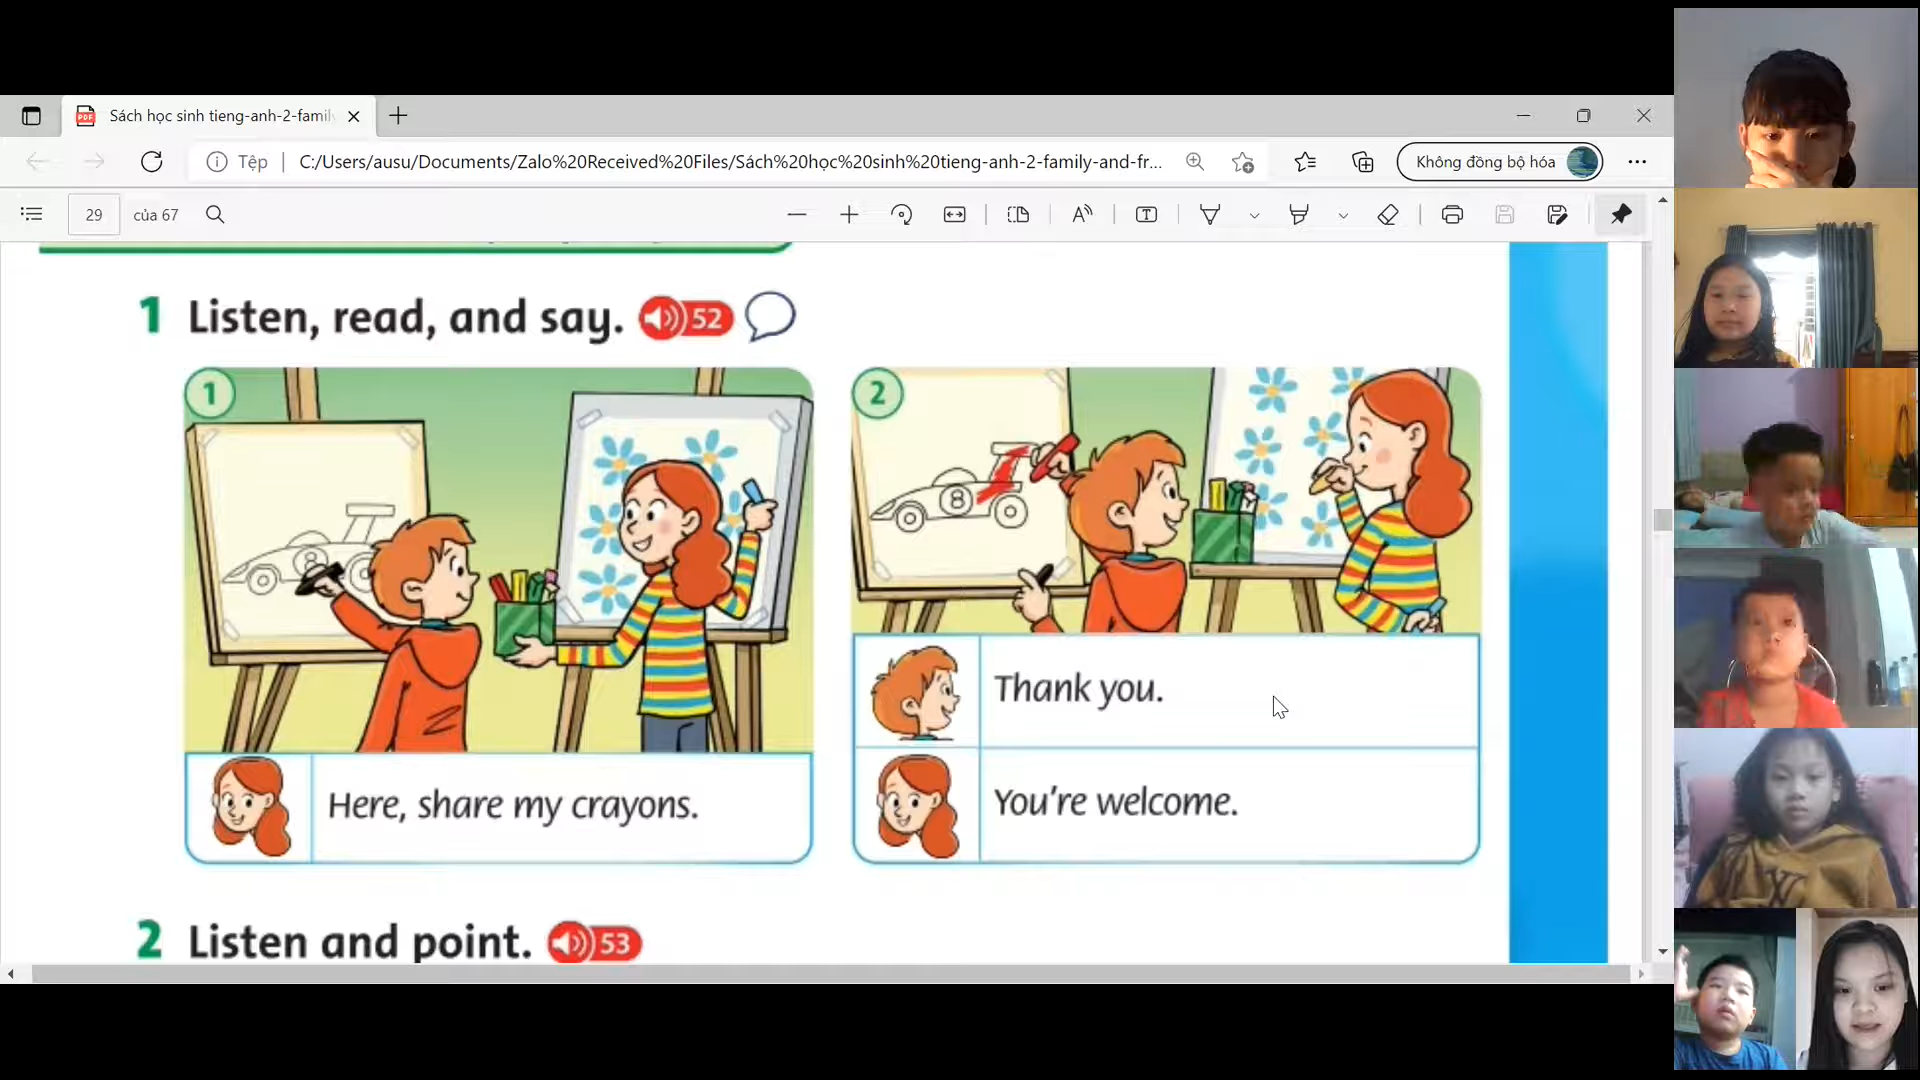 Sách học sinh tieng-anh-2-famil
Tệp
C:/Users/ausu/Documents/Zalo%20Received%20Files/Sách%20học%20sinh%20tieng-anh-2-family-and-fr...
Không đồng bộ hóa
29
của 67
1 Listen, read, and say. 52
1
8
2
8
Thank you.
You're welcome.
Here, share my crayons.
2 Listen and point. 53